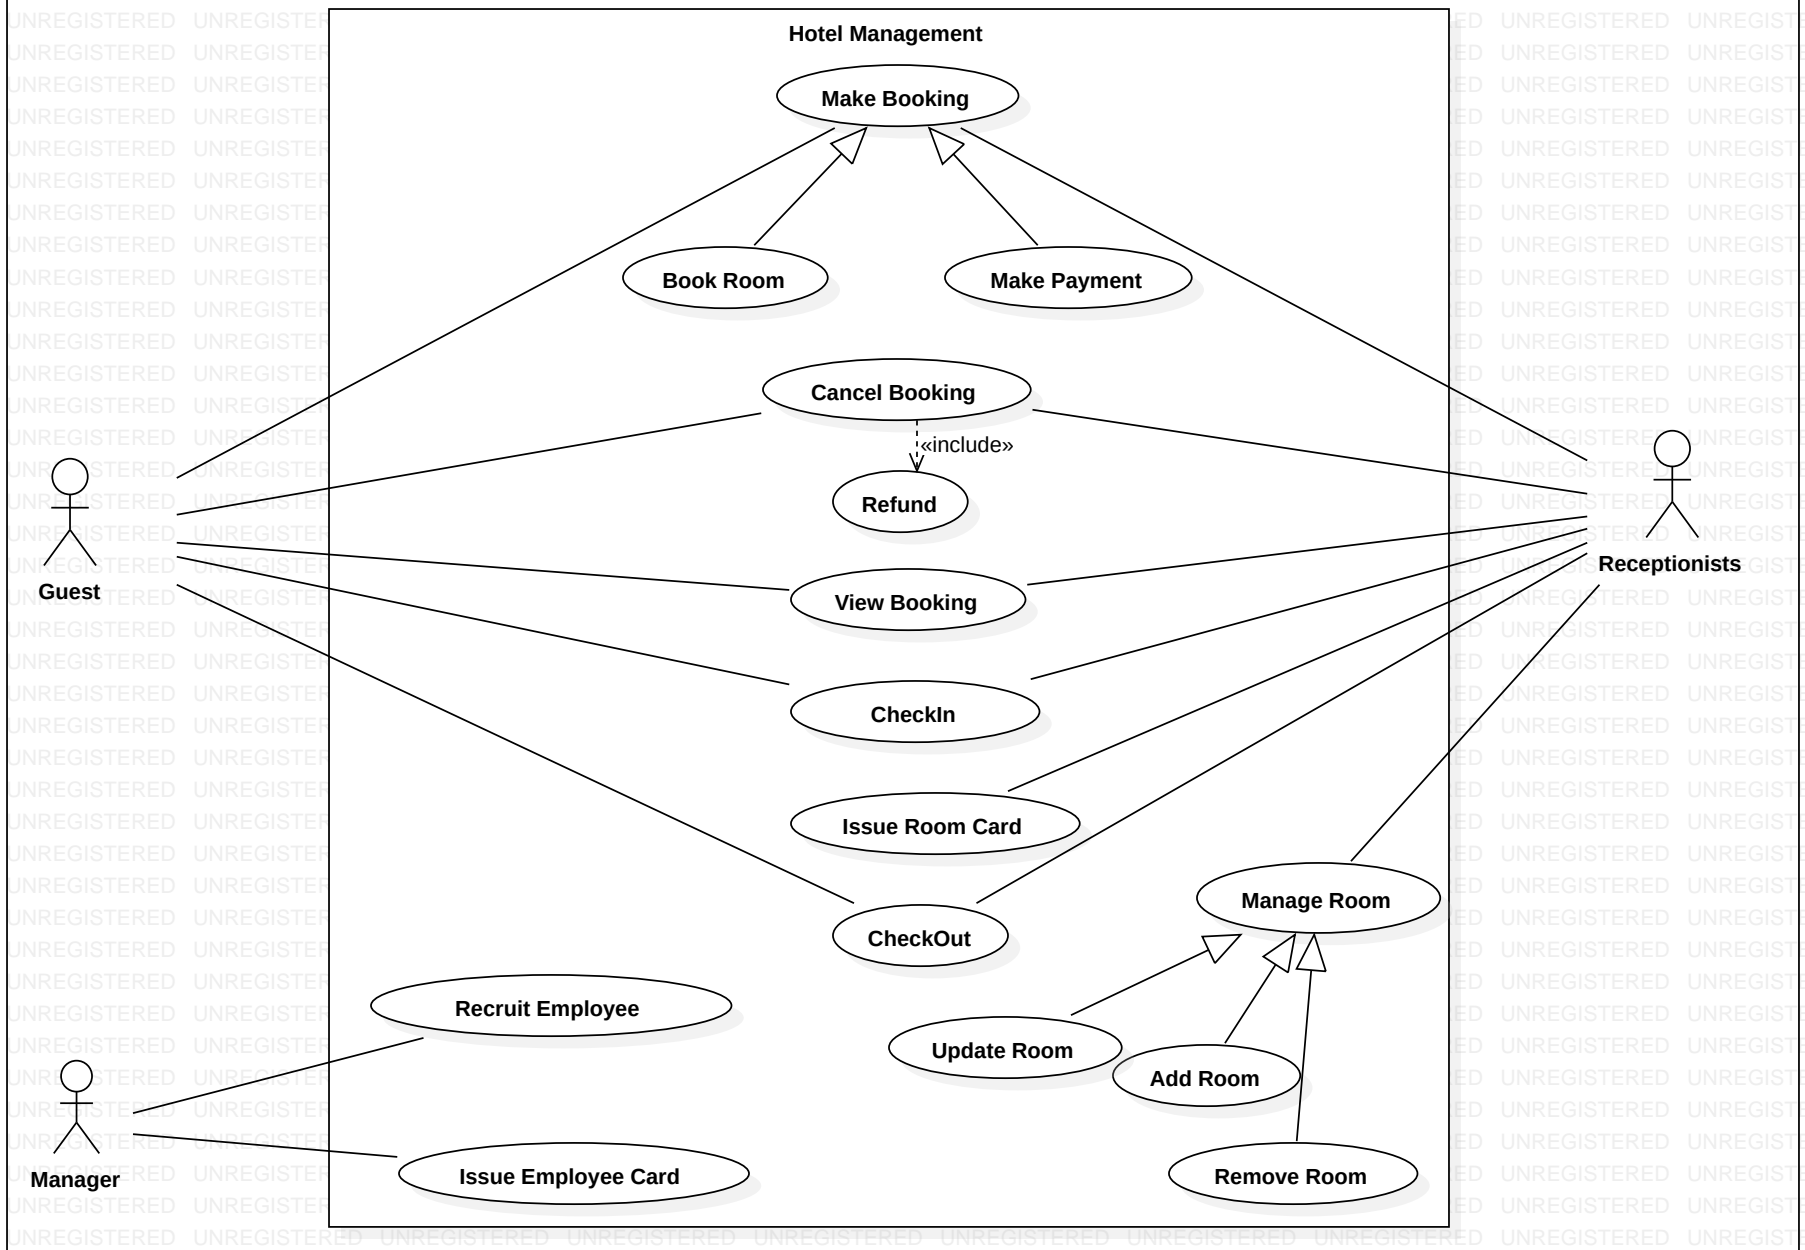 Hotel Management
Make Booking
Book Room
Make Payment
Cancel Booking
«include»
Refund
Guest
Receptionists
View Booking
CheckIn
Issue Room Card
Manage Room
CheckOut
Recruit Employee
Update Room
Add Room
Manager
Issue Employee Card
Remove Room
UNREGISTERED